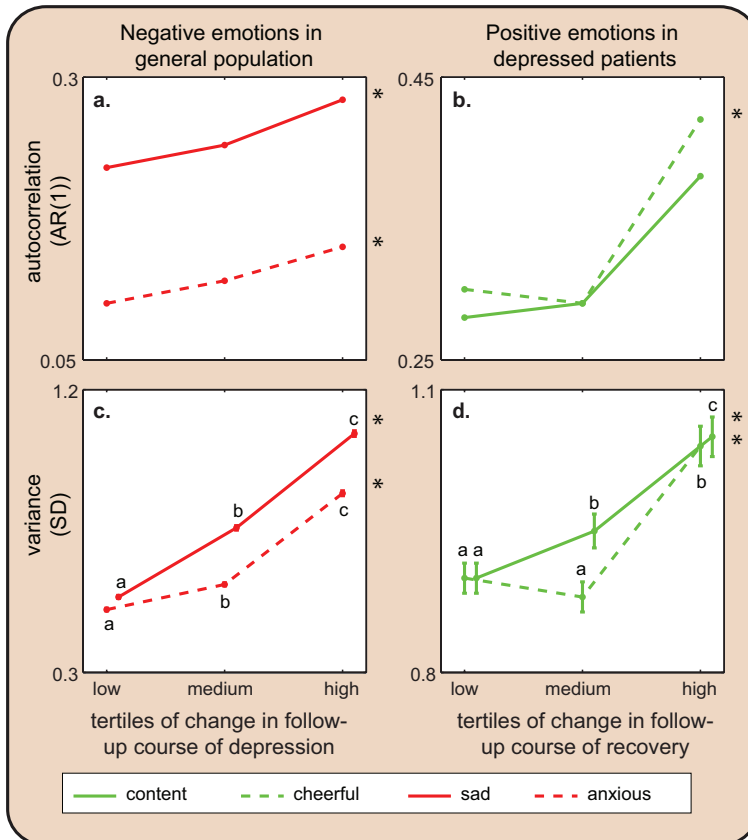 Negative emotions in
general population
Positive emotions in
depressed patients
0.3
a.
*
*
autocorrelation
(AR(1))
0.05
0.45
b.
*
0.25
1.2
c.
c
*
*
b
c
a
b
a
variance
(SD)
0.3
low medium high
tertiles of change in follow-
up course of depression
1.1
d.
c
*
*
b
b
a a
a
0.8
low medium high
tertiles of change in follow-
up course of recovery
content cheerful sad anxious